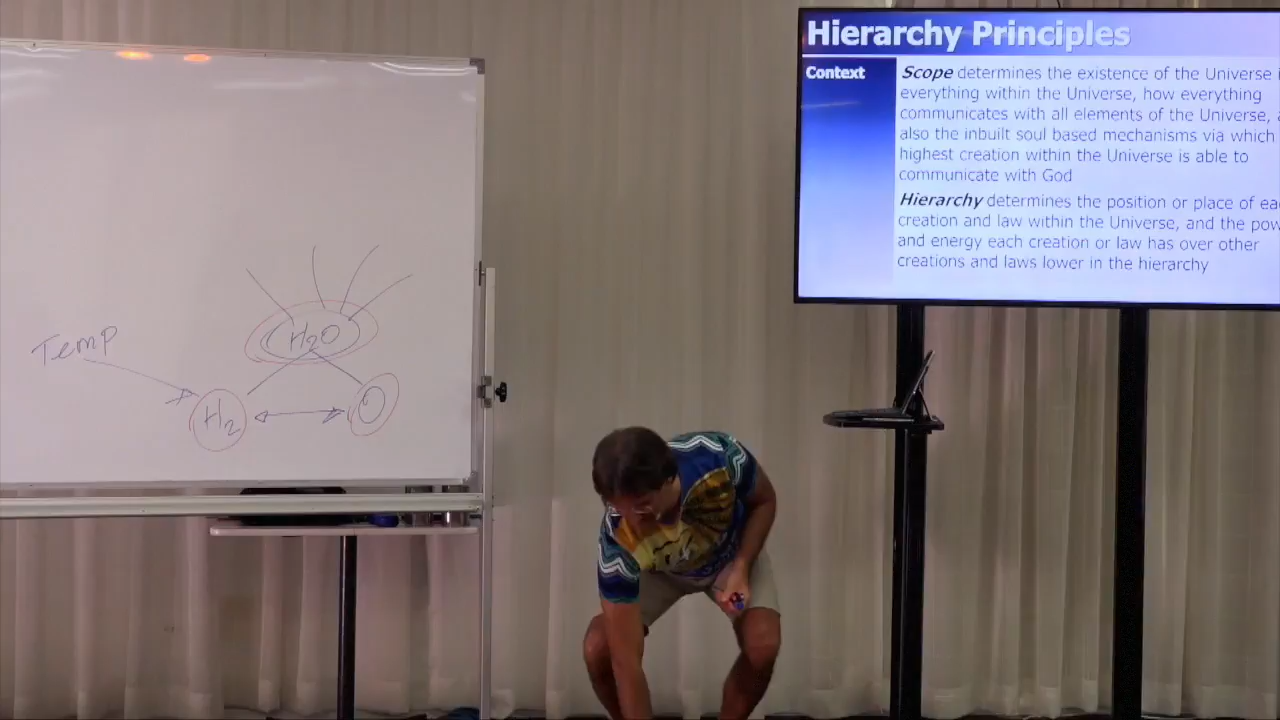 Hierarchy Principles
Context
Scope determines the existence of the Universe
everything within the Universe, how everything
communicates with all elements of the Universe,
also the inbuilt soul based mechanisms via which
highest creation within the Universe is able to
communicate with God
Hierarchy determines the position or place of
creation and law within the Universe, and the
and energy each creation or law has over other
creations and laws lower in the hierarchy
Temp
H2O
H2
O